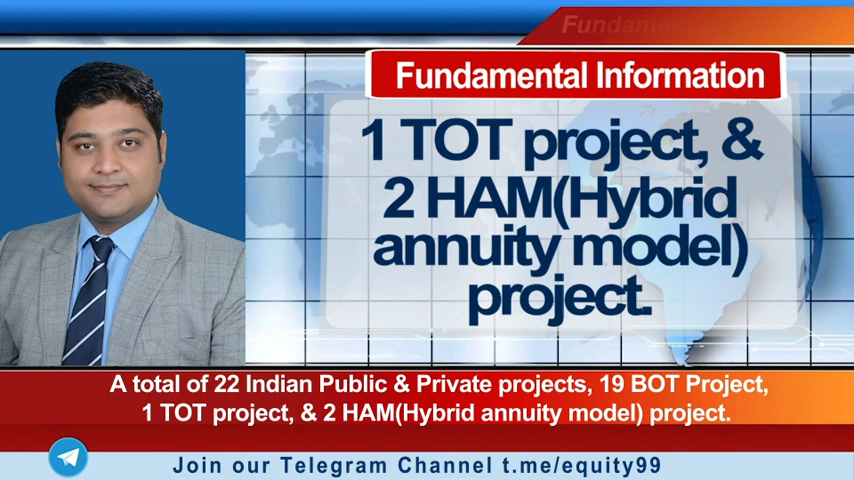 Fundame
Fundamental Information
1 TOT project, &
2 HAM(Hybrid
annuity model)
project.
A total of 22 Indian Public & Private projects, 19 BOT Project,
1 TOT project, & 2 HAM(Hybrid annuity model) project.
Join our Telegram Channel t.me/equity99